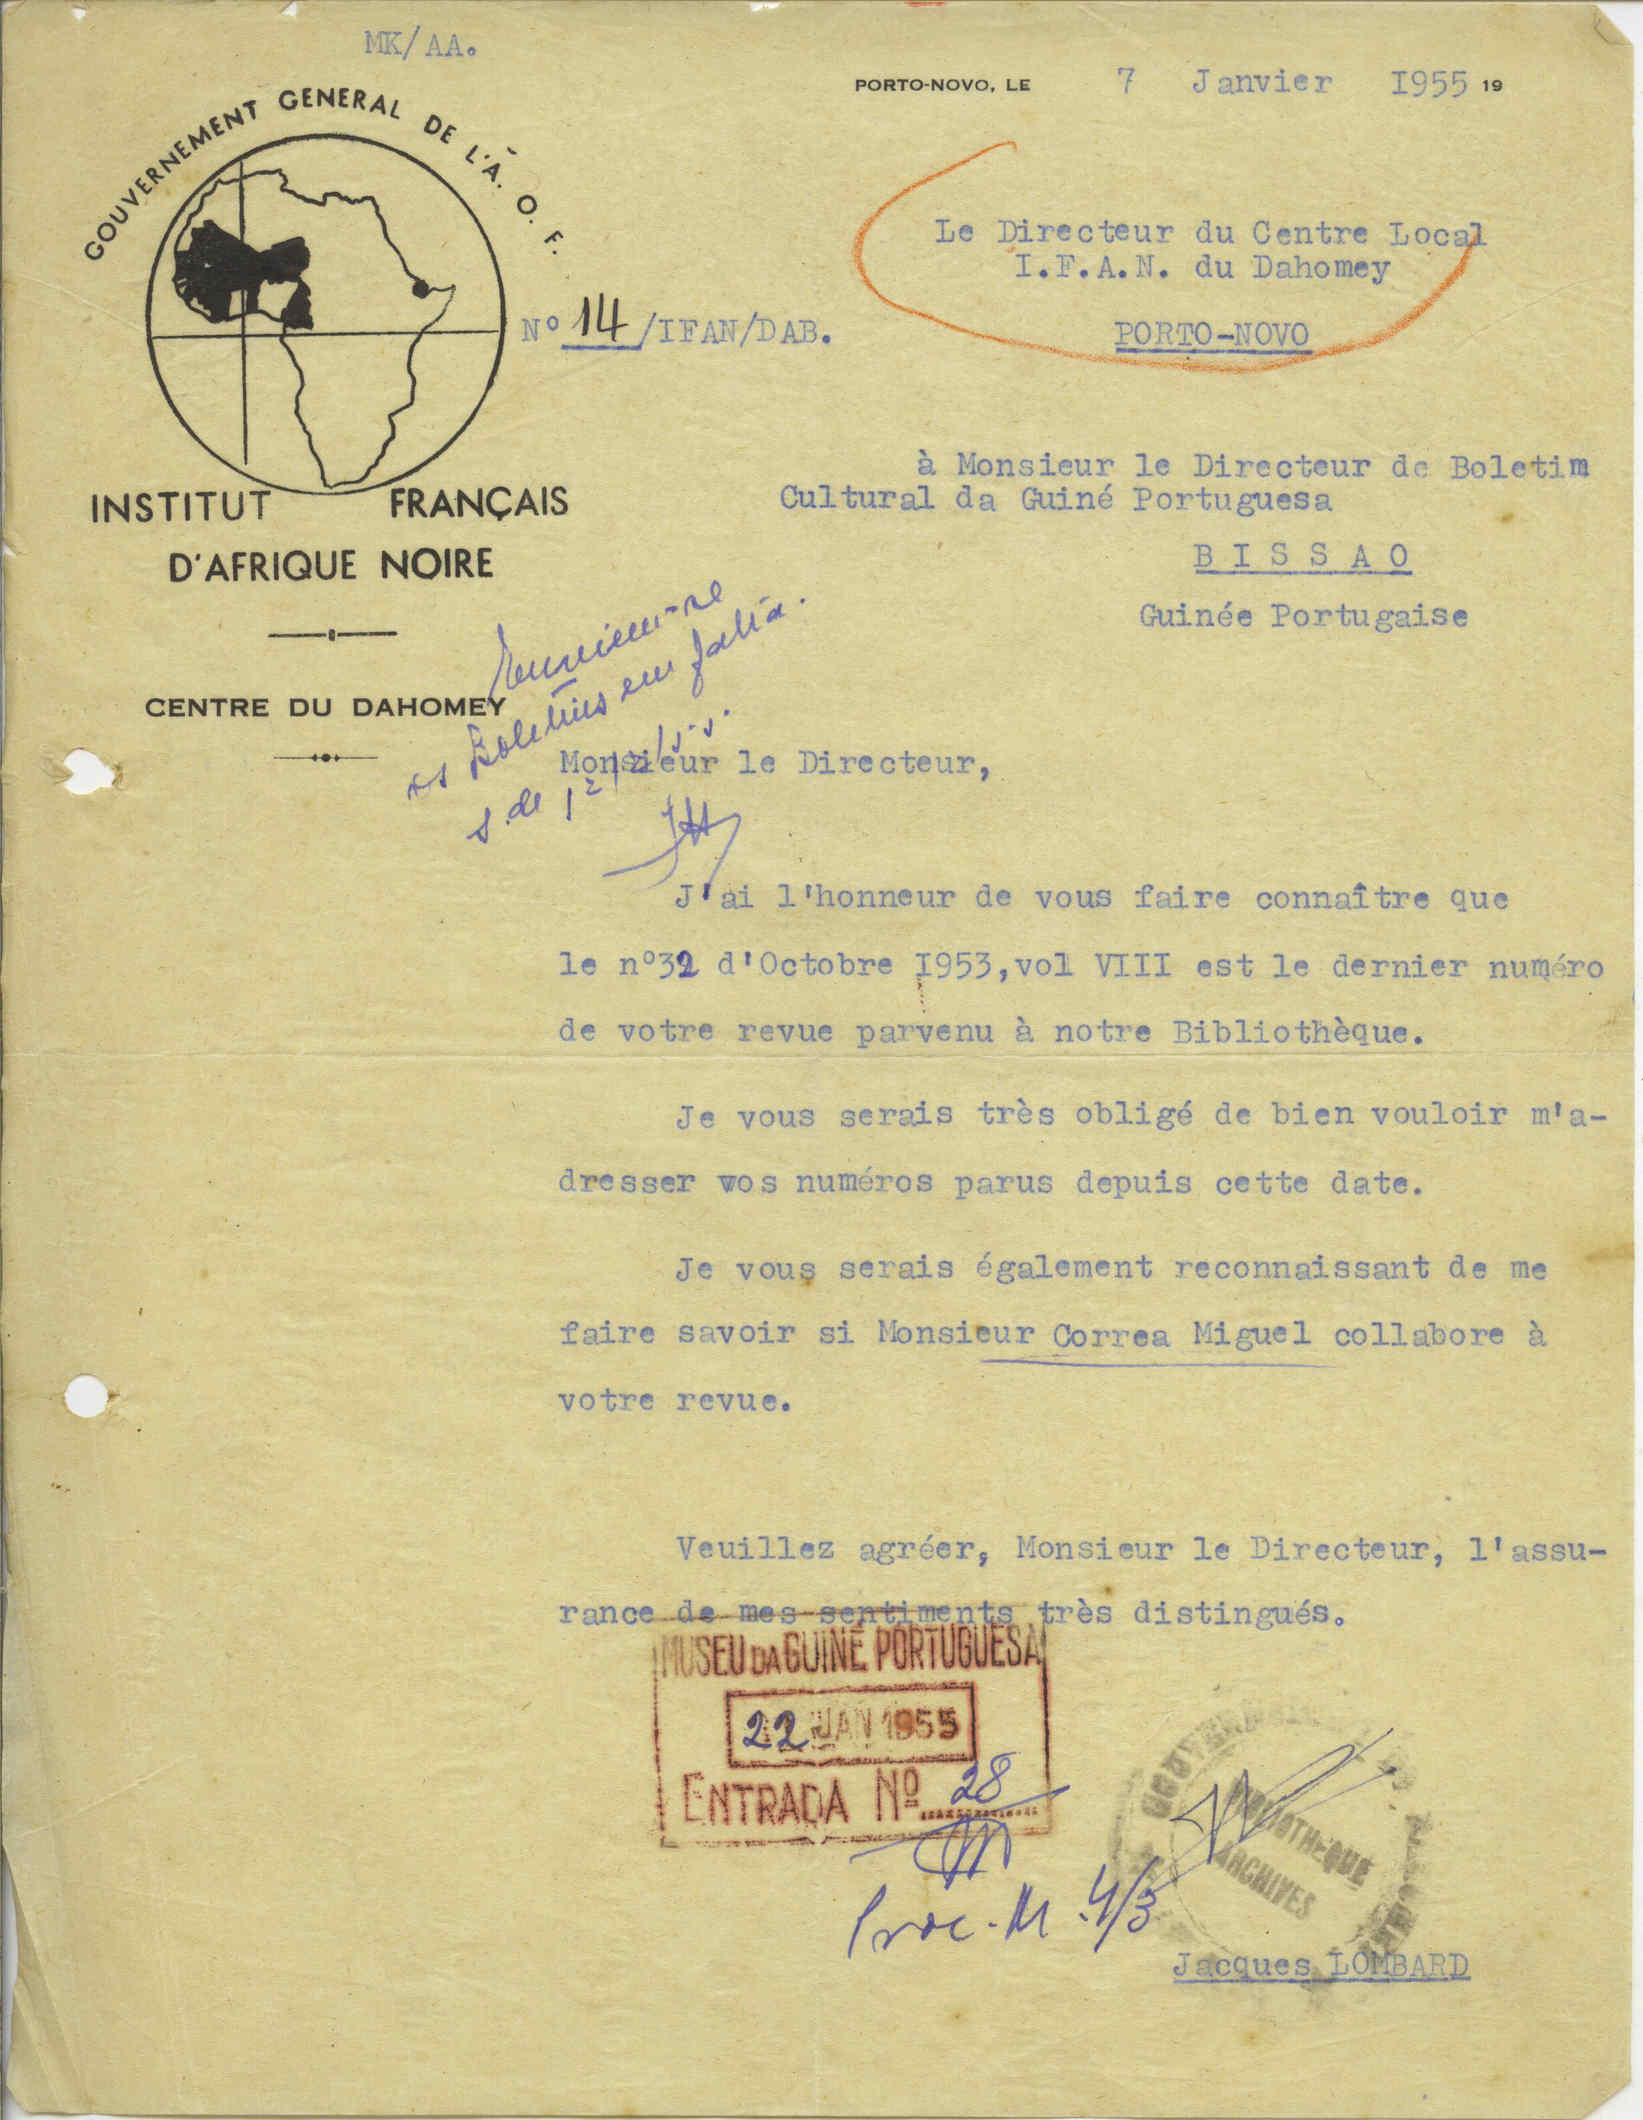 MK/AA.
PORTO-NOVO, LE 7 Janvier 1955 19
GOUVERNEMENT GENERAL DE L'A. O. F.
Le Directeur du Centre Local
I.F.A.N. du Dahomey
N° 14/IFAN/DAB.
PORTO-NOVO
à Monsieur le Directeur de Boletim
Cultural da Guiné Portuguesa
INSTITUT FRANÇAIS
D'AFRIQUE NOIRE
B I S S A O
Guinée Portugaise
CENTRE DU DAHOMEY
Boletins em falta.
Monsieur le Directeur,
J'ai l'honneur de vous faire connaître que
le n°32 d'Octobre 1953,vol VIII est le dernier numéro
de votre revue parvenu à notre Bibliothèque.
Je vous serais très obligé de bien vouloir m'a-
dresser vos numéros parus depuis cette date.
Je vous serais également reconnaissant de me
faire savoir si Monsieur Correa Miguel collabore à
votre revue.
Veuillez agréer, Monsieur le Directeur, l'assu-
rance de mes sentiments très distingués.
MUSEU DA GUINÉ PORTUGUESA
22 JAN 1955
ENTRADA Nº 28
BIBLIOTHEQUE
ARCHIVES
Proc. M. 4/3
Jacques LOMBARD